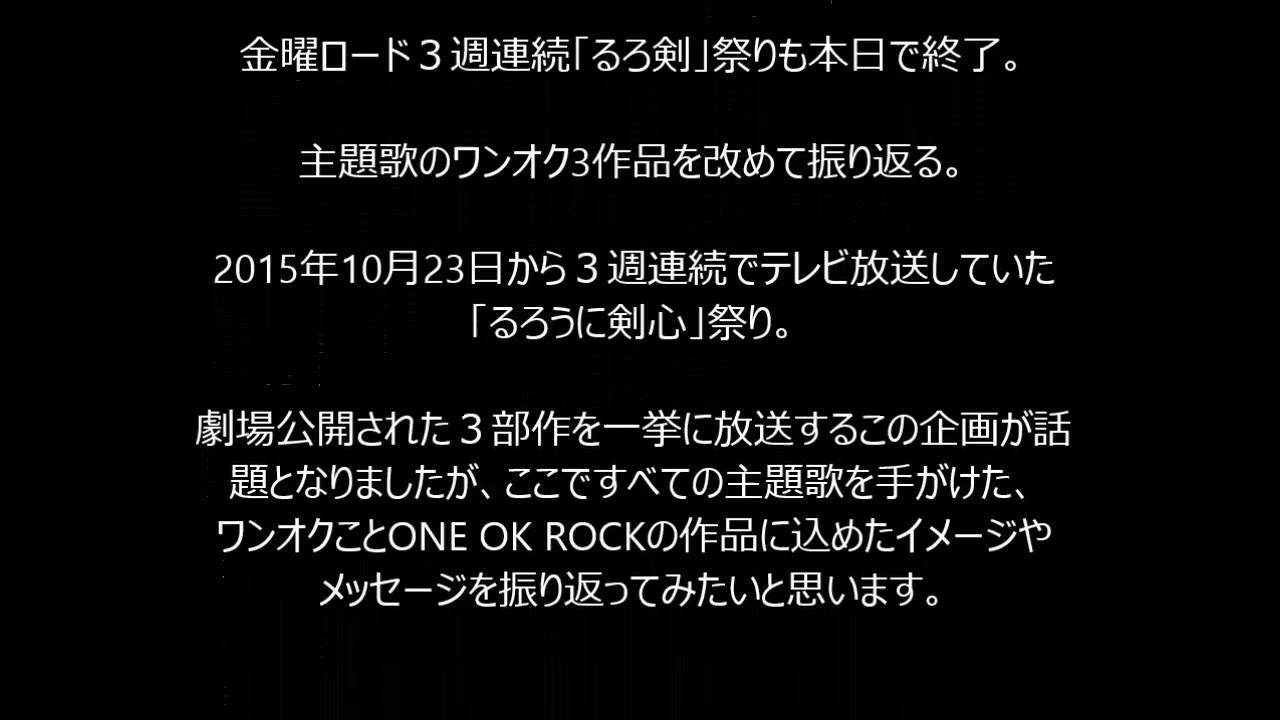 金曜ロード３週連続「るろ剣」祭りも本日で終了。
主題歌のワンオク3作品を改めて振り返る。
2015年10月23日から３週連続でテレビ放送していた
「るろうに剣心」祭り。
劇場公開された３部作を一挙に放送するこの企画が話
題となりましたが、ここですべての主題歌を手がけた、
ワンオクことONE OK ROCKの作品に込めたイメージや
メッセージを振り返ってみたいと思います。